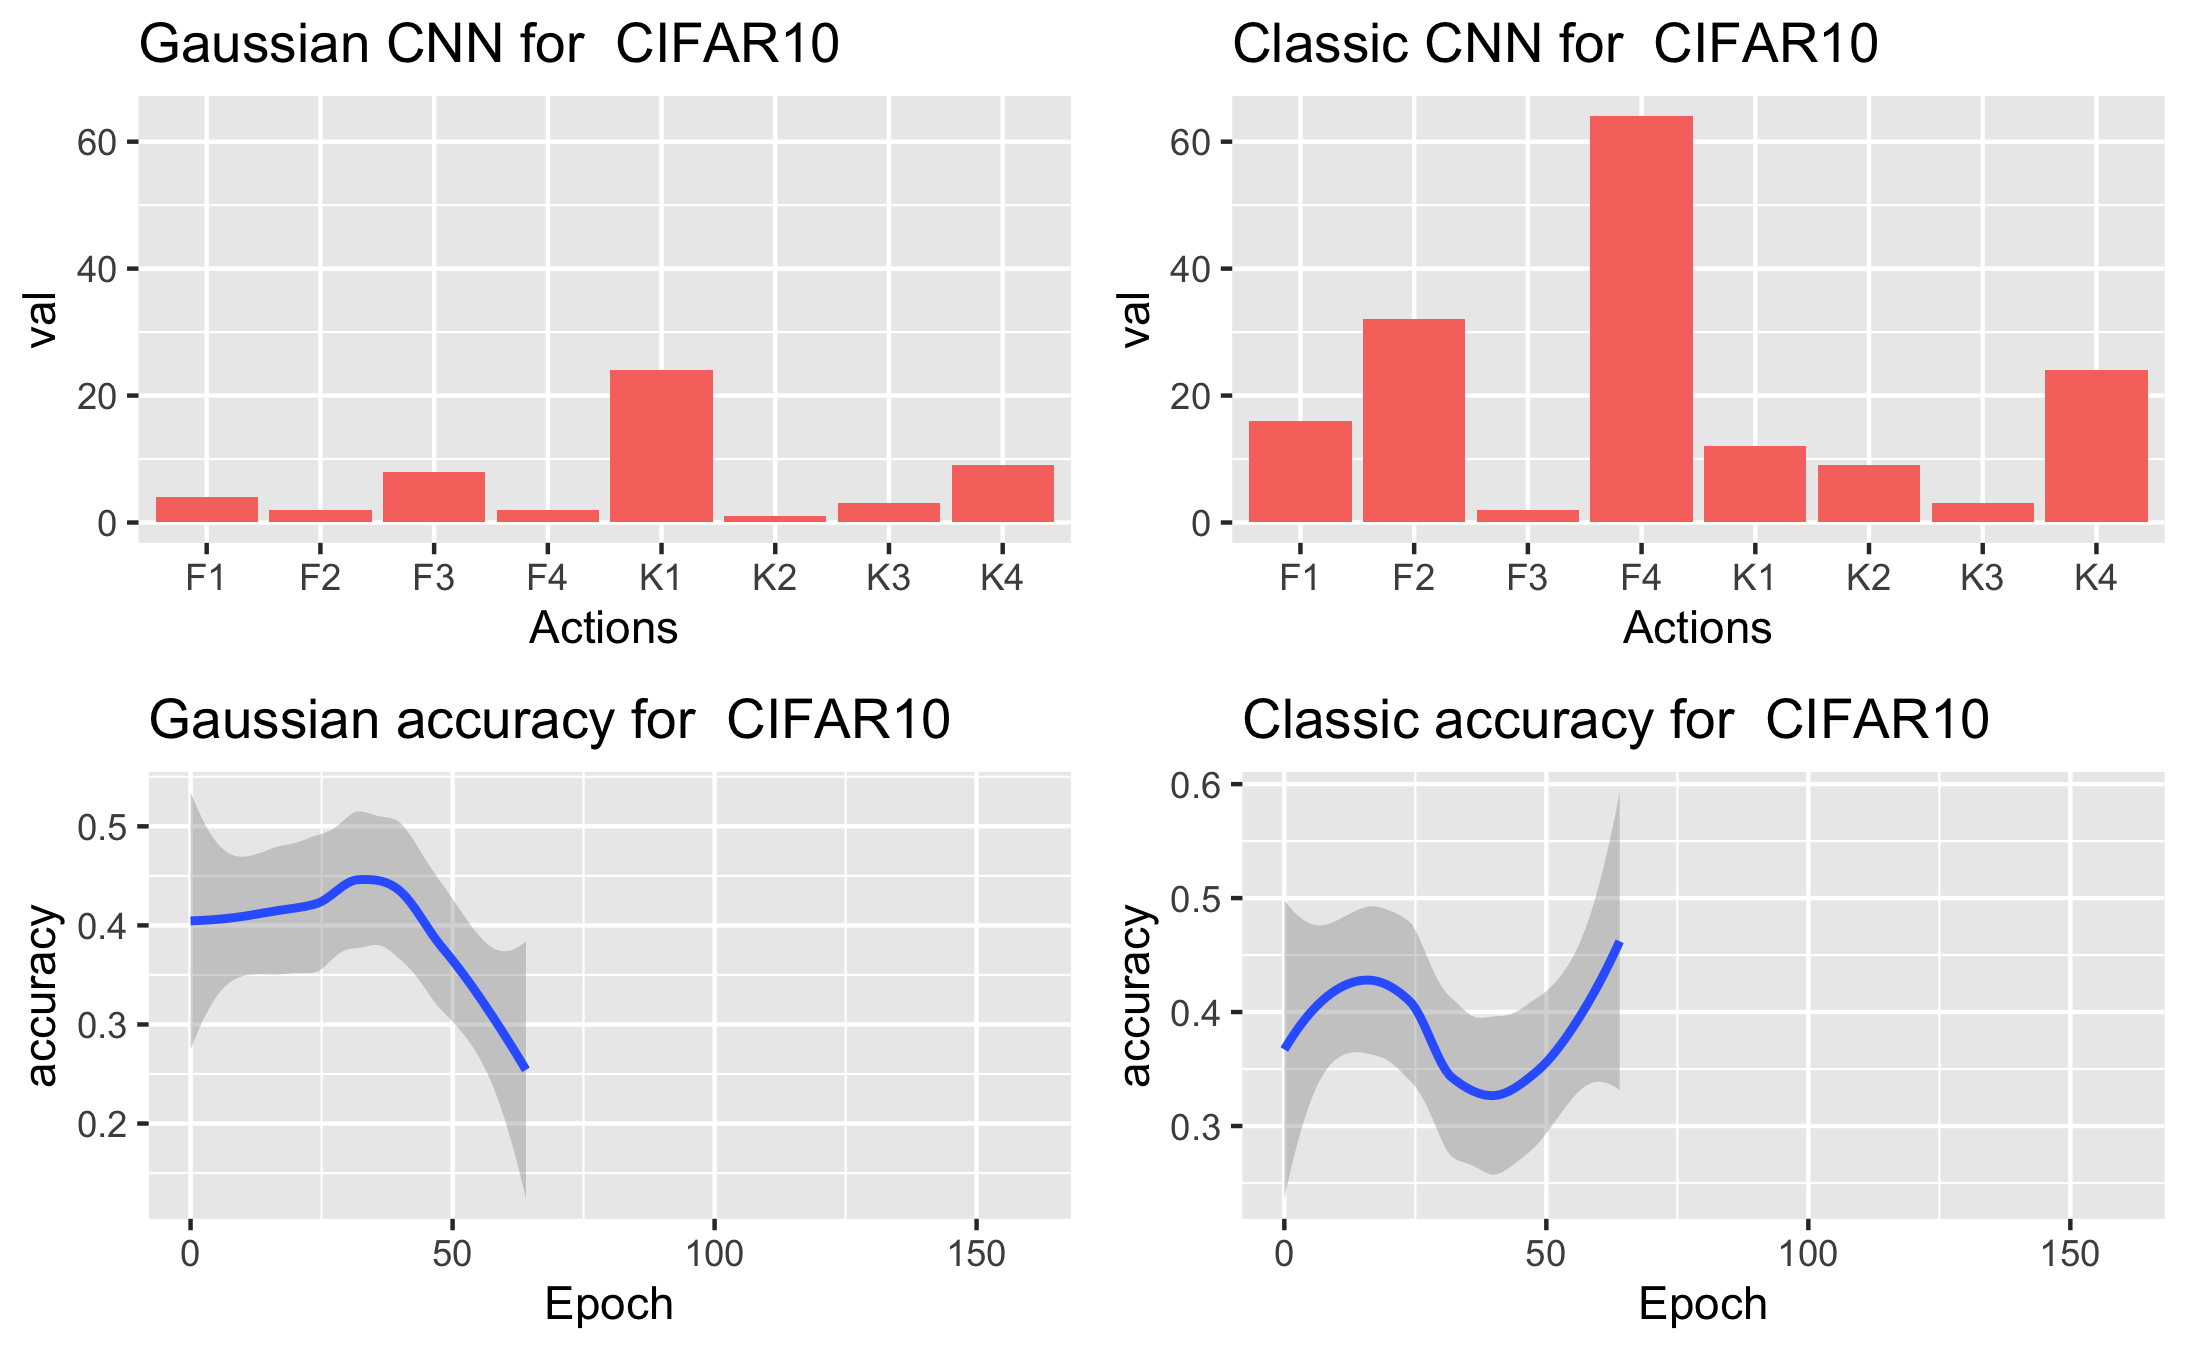 Gaussian CNN for  CIFAR10
60
40
20
0
val
F1 F2 F3 F4 K1 K2 K3 K4
Actions
Classic CNN for  CIFAR10
60
40
20
0
val
F1 F2 F3 F4 K1 K2 K3 K4
Actions
Gaussian accuracy for  CIFAR10
0.5
0.4
0.3
0.2
accuracy
0 50 100 150
Epoch
Classic accuracy for  CIFAR10
0.6
0.5
0.4
0.3
accuracy
0 50 100 150
Epoch